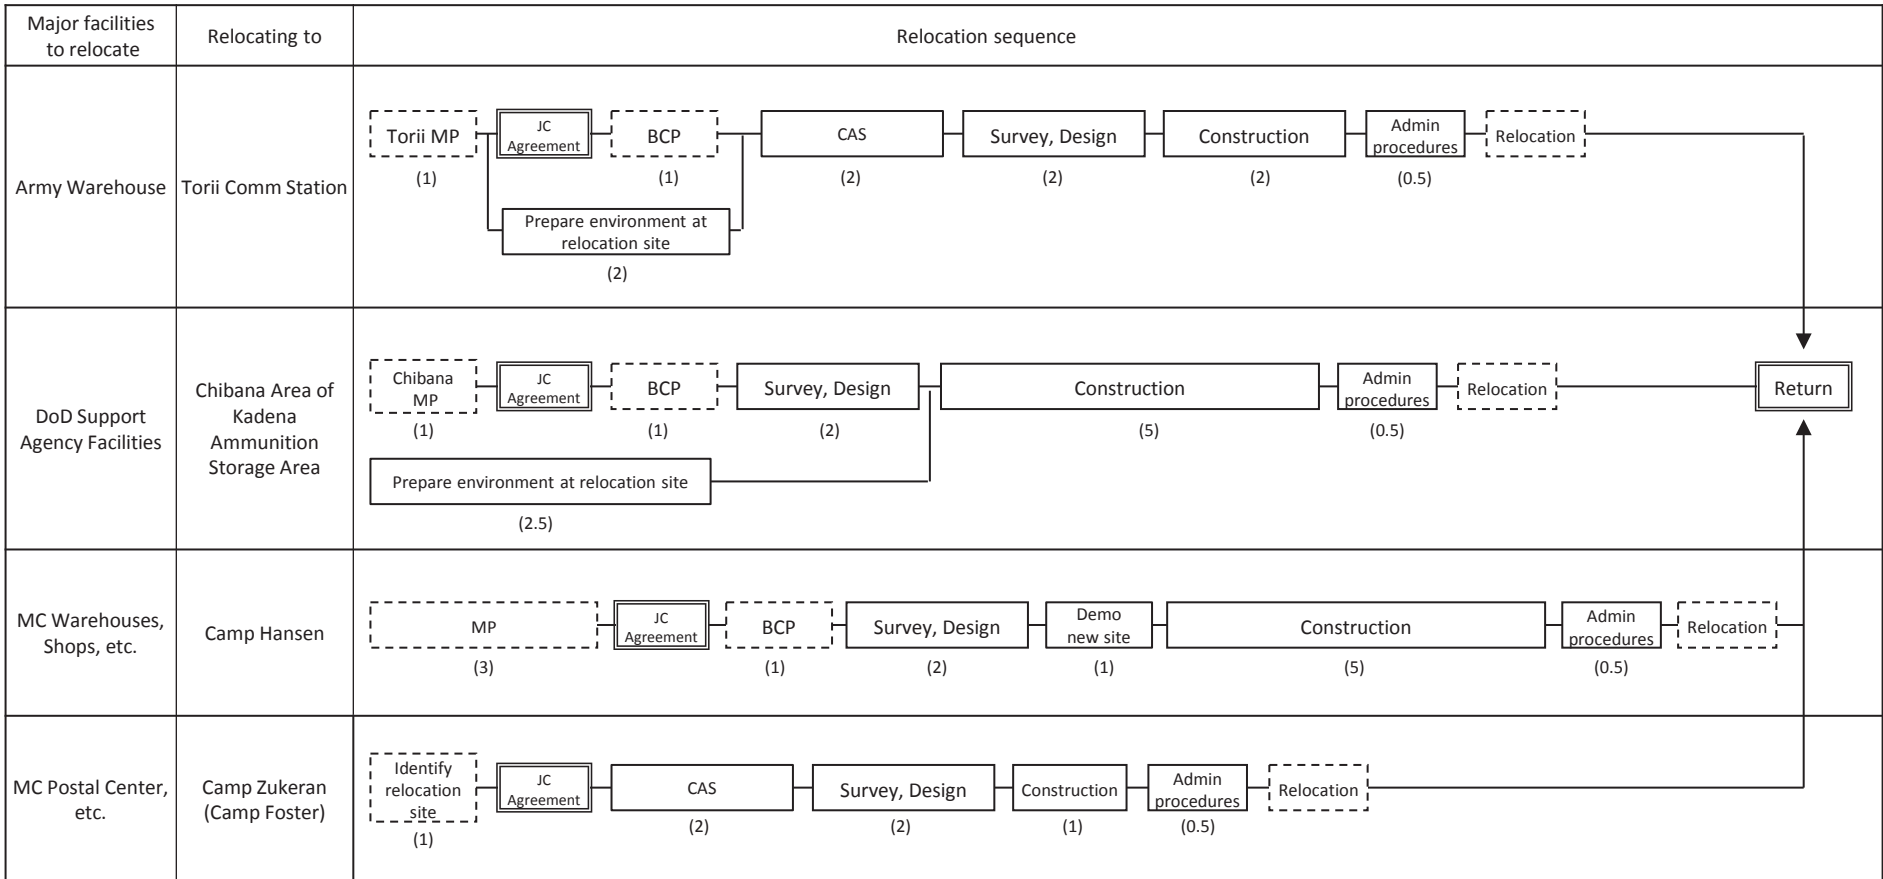 Major facilities
to relocate
Relocating to
Relocation sequence
Army Warehouse
Torii Comm Station
Torii MP
(1)
JC
Agreement
BCP
(1)
Prepare environment at
relocation site
(2)
CAS
(2)
Survey, Design
(2)
Construction
(2)
Admin
procedures
(0.5)
Relocation
DoD Support
Agency Facilities
Chibana Area of
Kadena
Ammunition
Storage Area
Chibana
MP
(1)
JC
Agreement
BCP
(1)
Survey, Design
(2)
Prepare environment at relocation site
(2.5)
Construction
(5)
Admin
procedures
(0.5)
Relocation
Return
MC Warehouses,
Shops, etc.
Camp Hansen
MP
(3)
JC
Agreement
BCP
(1)
Survey, Design
(2)
Demo
new site
(1)
Construction
(5)
Admin
procedures
(0.5)
Relocation
MC Postal Center,
etc.
Camp Zukeran
(Camp Foster)
Identify
relocation
site
(1)
JC
Agreement
CAS
(2)
Survey, Design
(2)
Construction
(1)
Admin
procedures
(0.5)
Relocation